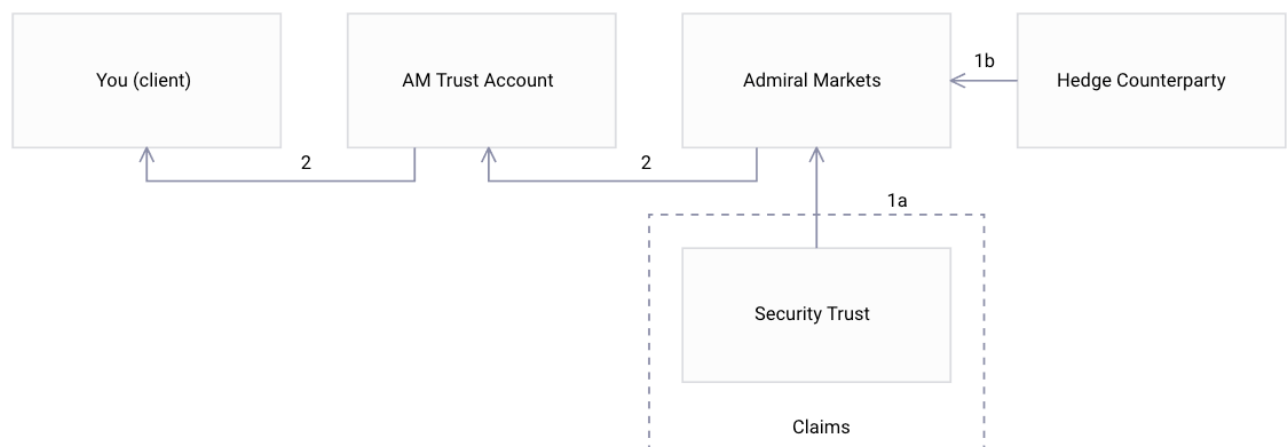 You (client)
AM Trust Account
Admiral Markets
1b
Hedge Counterparty
2
2
1a
Security Trust
Claims